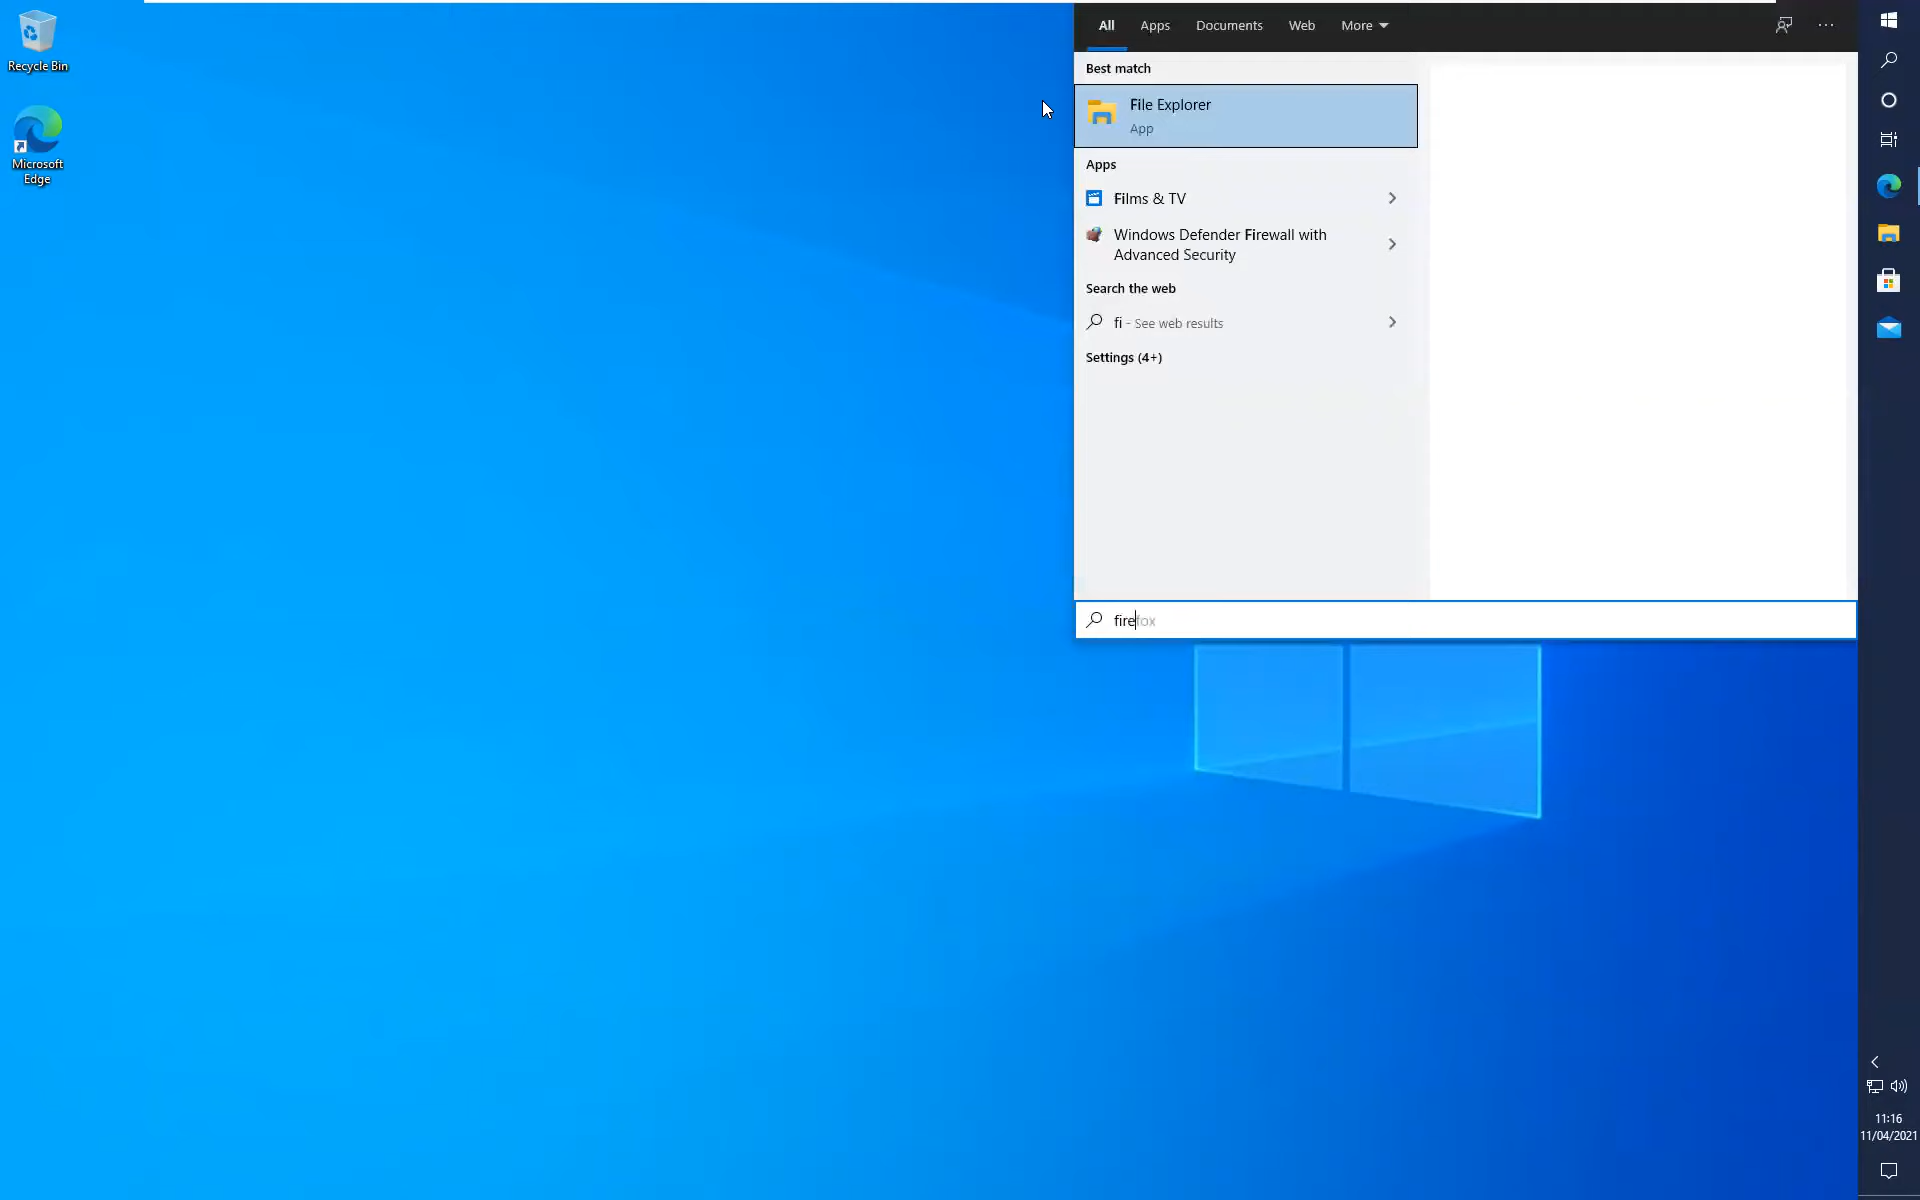 Recycle Bin
Microsoft
Edge
All Apps Documents Web More
Best match
File Explorer
App
Apps
Films & TV
Windows Defender Firewall with
Advanced Security
Search the web
fi - See web results
Settings (4+)
firefox
11:16
11/04/2021